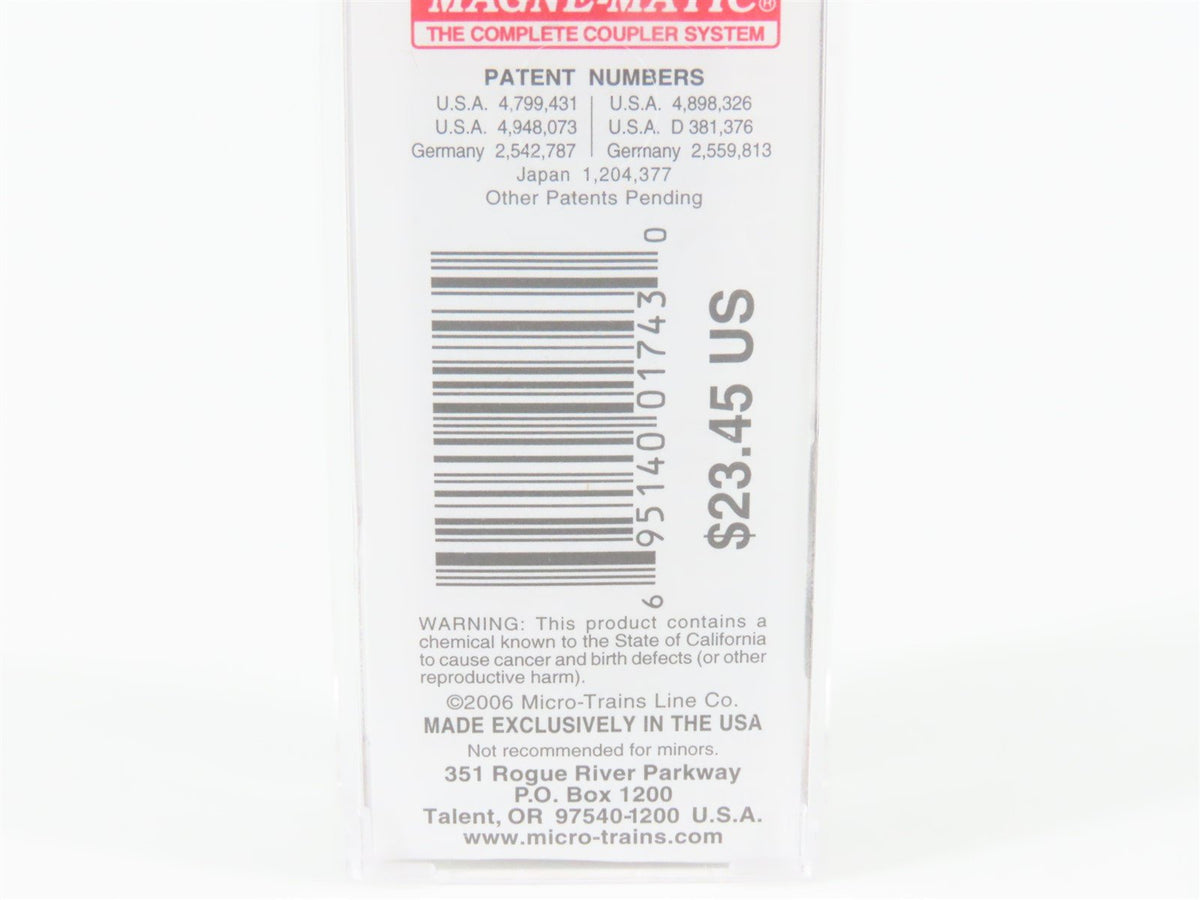 MAGNE-MATIC®
THE COMPLETE COUPLER SYSTEM
PATENT NUMBERS
U.S.A. 4,799,431 | U.S.A. 4,898,326
U.S.A. 4,948,073 | U.S.A. D 381,376
Germany 2,542,787 | Germany 2,559,813
Japan 1,204,377
Other Patents Pending
6 95140 01743 0
$23.45 US
WARNING: This product contains a
chemical known to the State of California
to cause cancer and birth defects (or other
reproductive harm).
©2006 Micro-Trains Line Co.
MADE EXCLUSIVELY IN THE USA
Not recommended for minors.
351 Rogue River Parkway
P.O. Box 1200
Talent, OR 97540-1200 U.S.A.
www.micro-trains.com